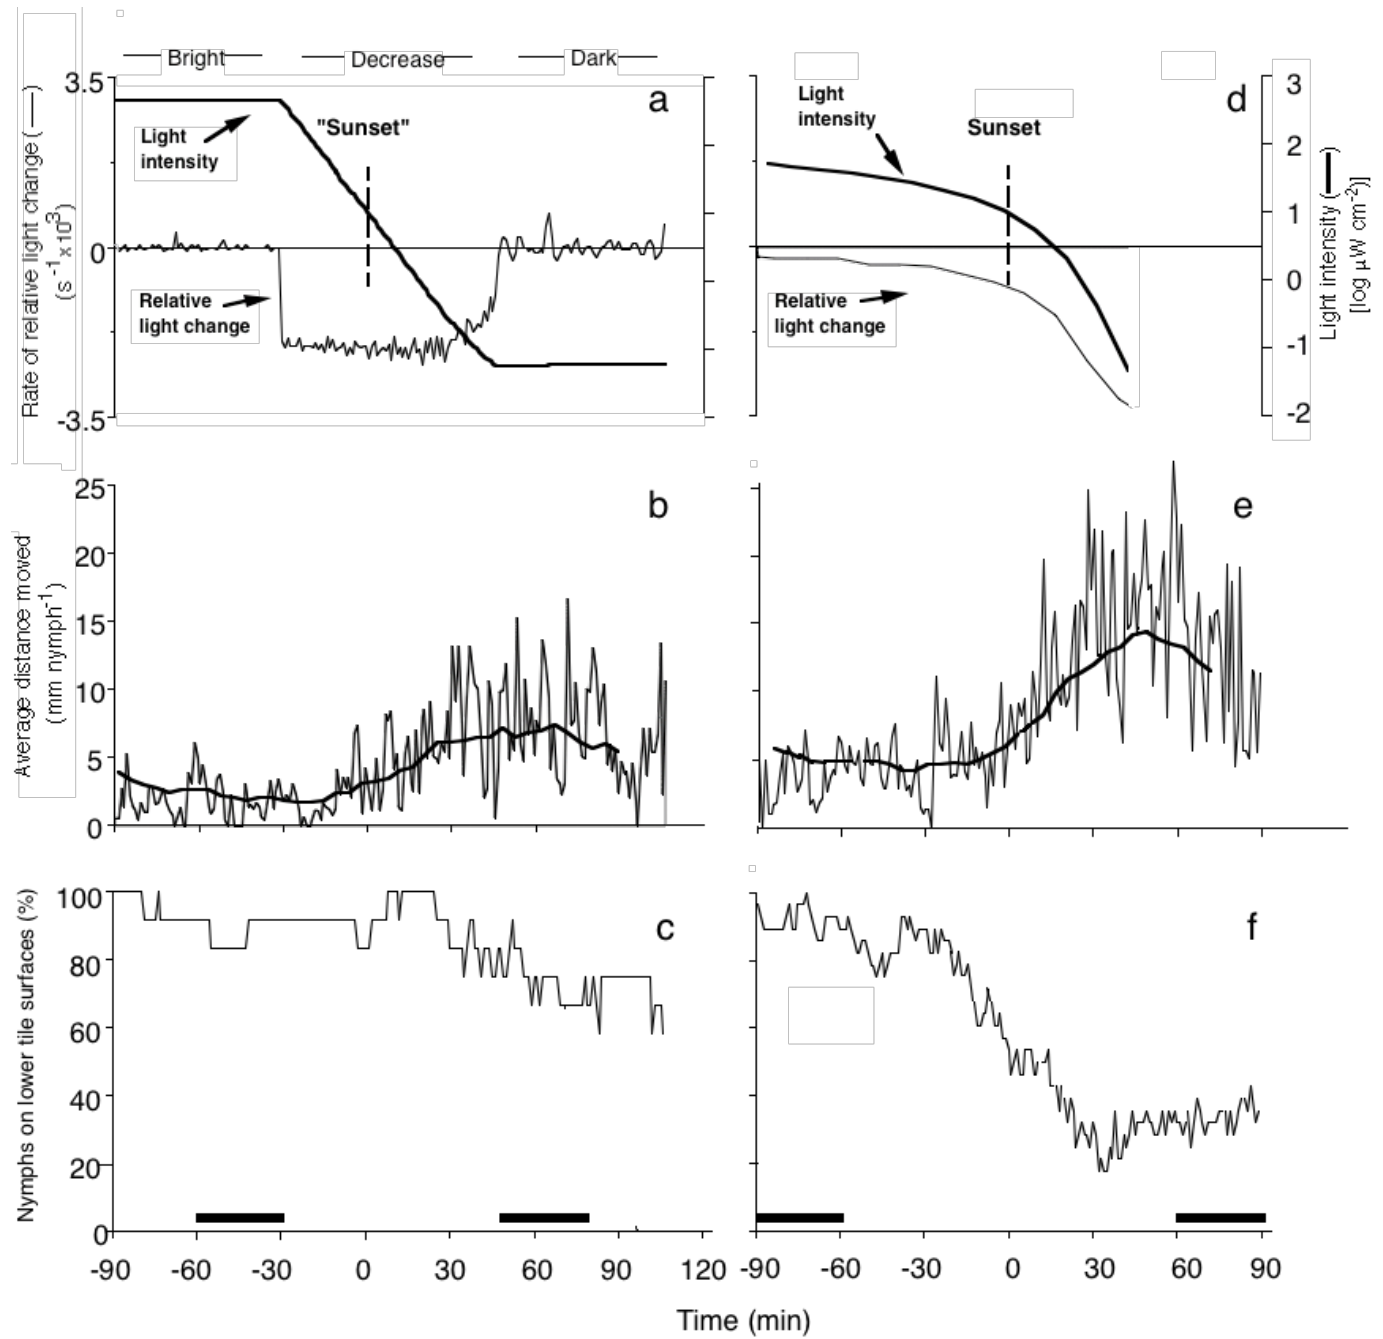 Bright
Decrease
Dark
Rate of relative light change ( — )
(s⁻¹ x 10³)
3.5
0
-3.5
a
Light
intensity
"Sunset"
Relative
light change
d
Light
intensity
Sunset
Relative
light change
3
2
1
0
-1
-2
Light intensity ( — )
[log µW cm⁻²)]
Average distance moved
(mm nymph⁻¹)
25
20
15
10
5
0
b
e
Nymphs on lower tile surfaces (%)
100
80
60
40
20
0
c
f
-90 -60 -30 0 30 60 90 120
-90 -60 -30 0 30 60 90
Time (min)